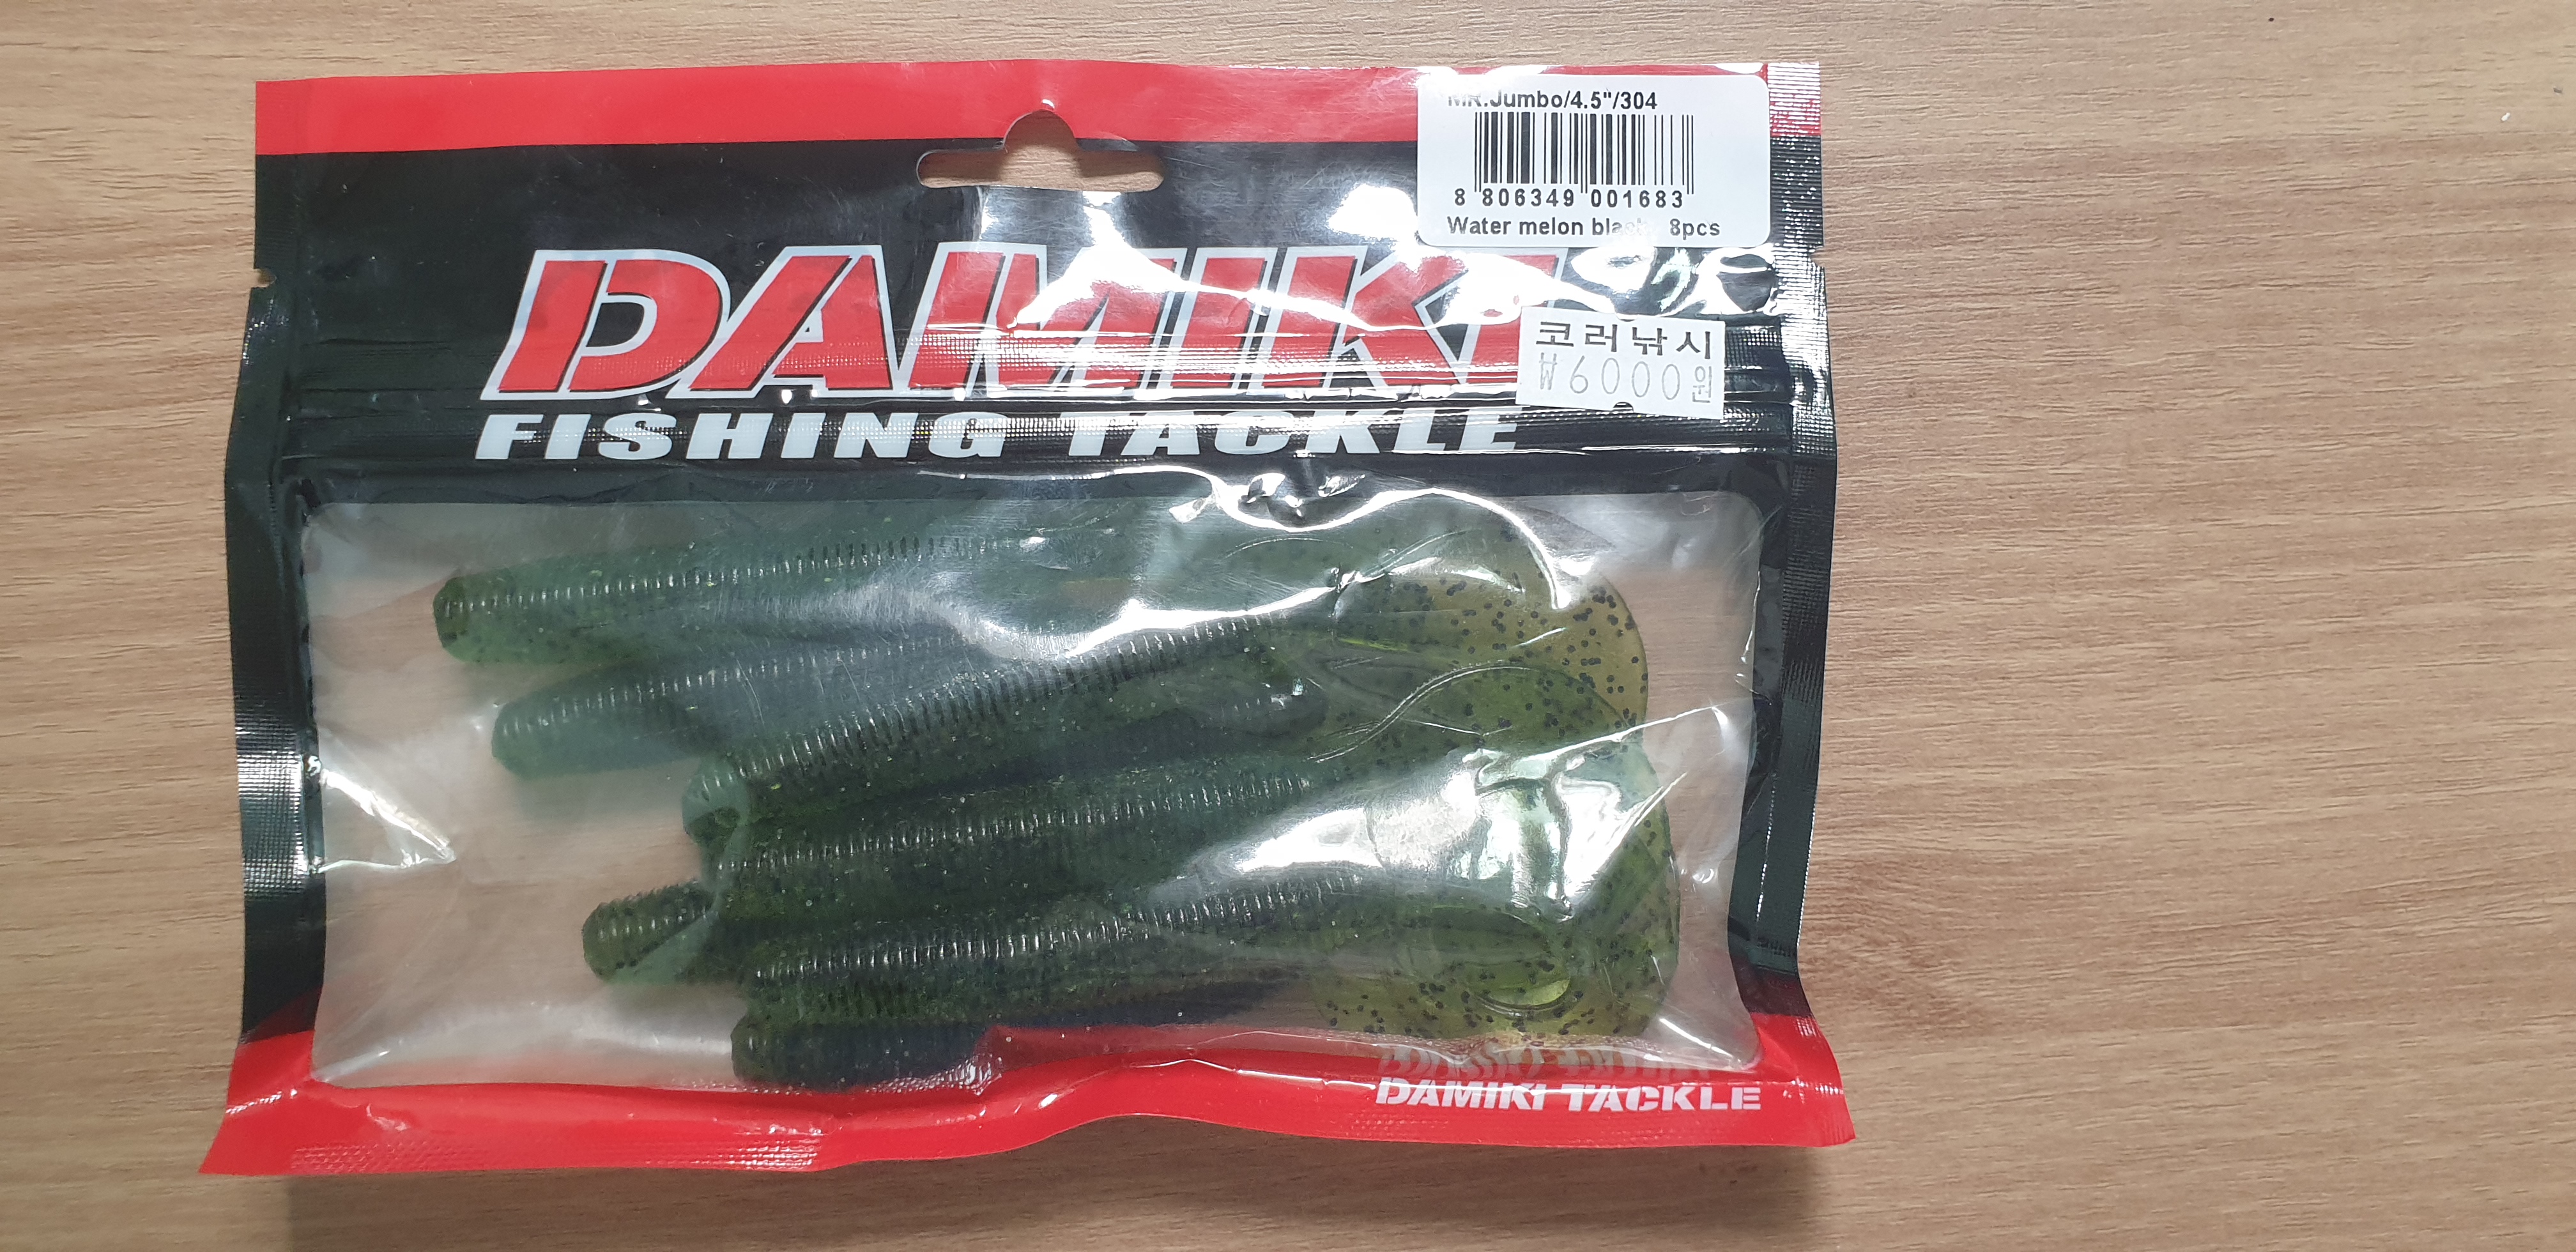 MR.Jumbo/4.5"/304
8 806349 001683
Water melon 8pcs
DAMIKI
코러낚시
₩6000원
FISHING TACKLE
DAMIKI TACKLE